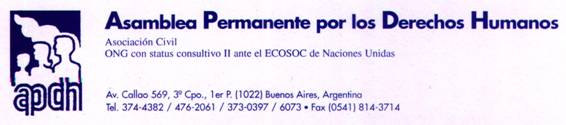 Asamblea Permanente por los Derechos Humanos
Asociación Civil
ONG con status consultivo II ante el ECOSOC de Naciones Unidas
Av. Callao 569, 3º Cpo., 1er P. (1022) Buenos Aires, Argentina
Tel. 374-4382 / 476-2061 / 373-0397 / 6073 • Fax (0541) 814-3714
apdh